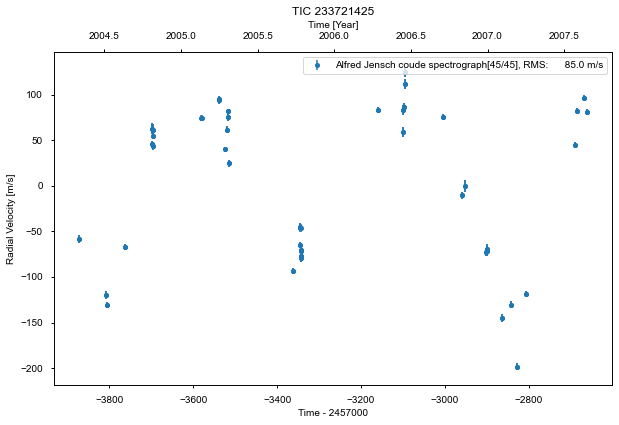 TIC 233721425
Time [Year]
2004.5 2005.0 2005.5 2006.0 2006.5 2007.0 2007.5
Alfred Jensch coude spectrograph[45/45], RMS: 85.0 m/s
100
50
0
−50
−100
−150
−200
Radial Velocity [m/s]
−3800 −3600 −3400 −3200 −3000 −2800
Time - 2457000